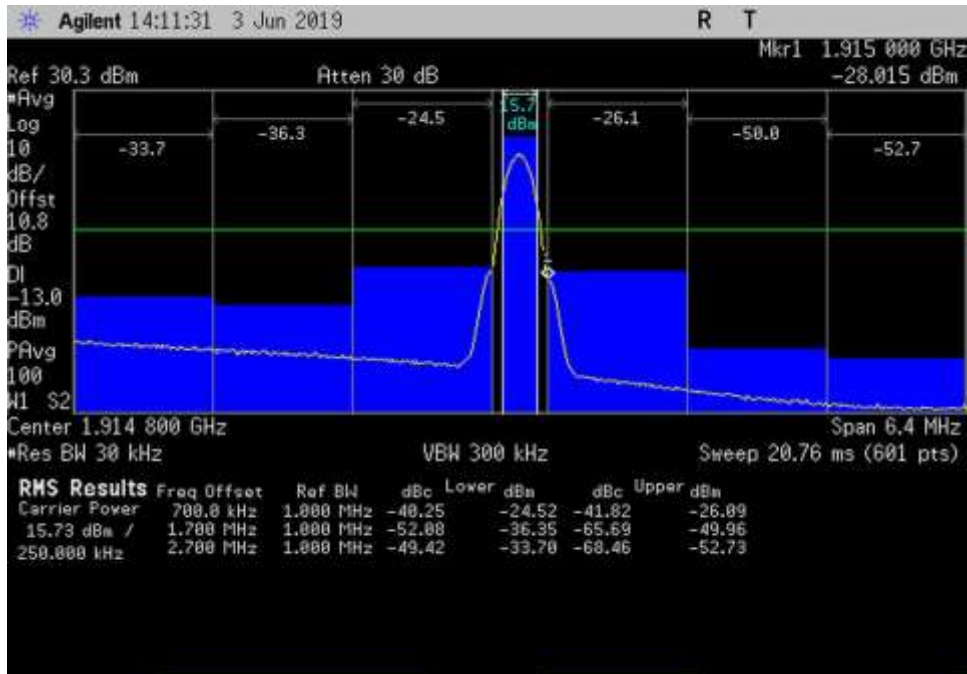 Agilent 14:11:31 3 Jun 2019 R T
Mkr1 1.915 000 GHz
Ref 30.3 dBm Atten 30 dB -28.015 dBm
#Avg
Log
10
dB/
Offst
10.8
dB
DI
-13.0
dBm
PAvg
100
W1 S2
-33.7 -36.3 -24.5 15.7 dBm -26.1 -50.0 -52.7
Center 1.914 800 GHz Span 6.4 MHz
#Res BW 30 kHz VBW 300 kHz Sweep 20.76 ms (601 pts)
RMS Results Freq Offset Ref BW dBc Lower dBm dBc Upper dBm
Carrier Power 700.0 kHz 1.000 MHz -40.25 -24.52 -41.82 -26.09
15.73 dBm / 1.700 MHz 1.000 MHz -52.08 -36.35 -65.69 -49.96
250.000 kHz 2.700 MHz 1.000 MHz -49.42 -33.70 -68.46 -52.73